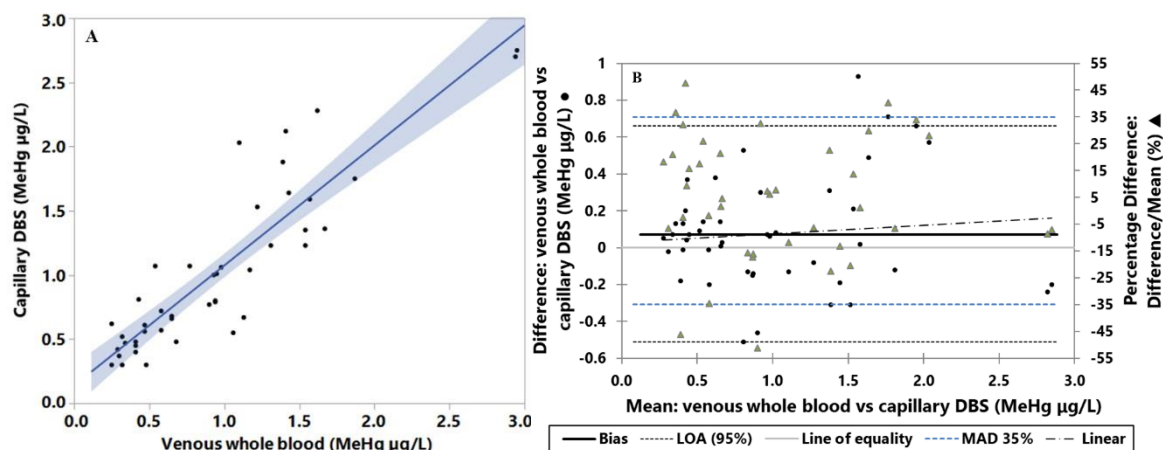 A
3.0
2.5
2.0
1.5
1.0
0.5
0.0
Capillary DBS (MeHg µg/L)
0.0 0.5 1.0 1.5 2.0 2.5 3.0
Venous whole blood (MeHg µg/L)
B
Difference: venous whole blood vs
capillary DBS (MeHg µg/L) ●
1
0.8
0.6
0.4
0.2
0
-0.2
-0.4
-0.6
55
45
35
25
15
5
-5
-15
-25
-35
-45
-55
Percentage Difference:
Difference/Mean (%) ▲
0.0 0.5 1.0 1.5 2.0 2.5 3.0
Mean: venous whole blood vs capillary DBS (MeHg µg/L)
Bias LOA (95%) Line of equality MAD 35% Linear